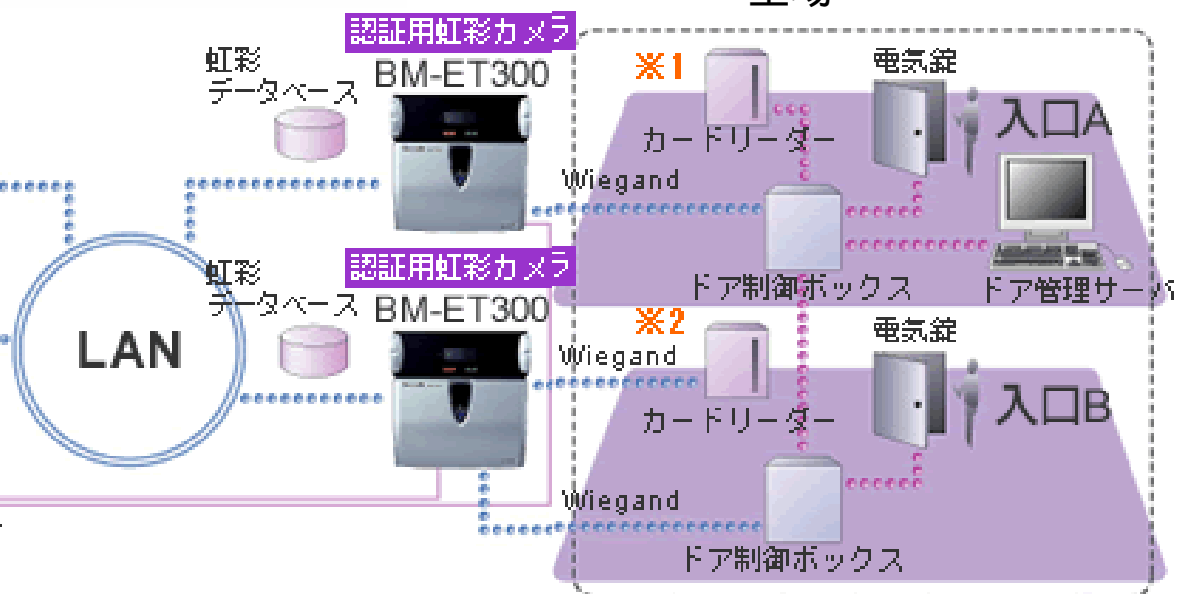 認証用虹彩カメラ
虹彩
データベース
BM-ET300
※1
電気錠
カードリーダー
入口A
Wiegand
ドア制御ボックス
ドア管理サーバ
認証用虹彩カメラ
虹彩
データベース
BM-ET300
LAN
※2
電気錠
Wiegand
カードリーダー
入口B
Wiegand
ドア制御ボックス